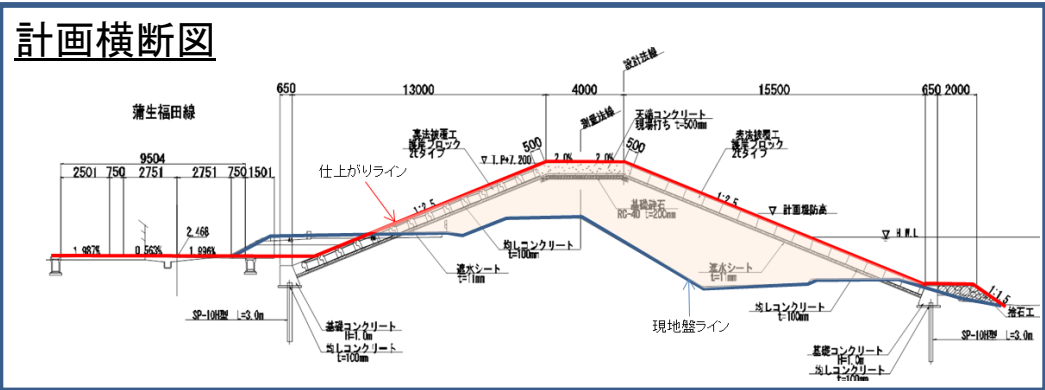 計画横断図
設計法線
650
13000
4000
15500
650
2000
蒲生福田線
測量法線
天端コンクリート
現場打ち t=500mm
裏法被覆工
護岸ブロック
2tタイプ
表法被覆工
護岸ブロック
2tタイプ
500
500
9504
▽ T.P+7.200
2.0%
2.0%
2501
750
2751
2751
750
1501
仕上がりライン
1:2.5
1:2.5
基礎砕石
RC-40 t=200mm
▽ 計画堤防高
2.468
▽ H.W.L
1.987%
0.563%
1.896%
均しコンクリート
t=100mm
遮水シート
t=11mm
遮水シート
t=11mm
1:1.5
捨石工
均しコンクリート
t=100mm
SP-10H型 L=3.0m
現地盤ライン
基礎コンクリート
H=1.0m
均しコンクリート
t=100mm
SP-10H型 L=3.0m
基礎コンクリート
H=1.0m
均しコンクリート
t=100mm